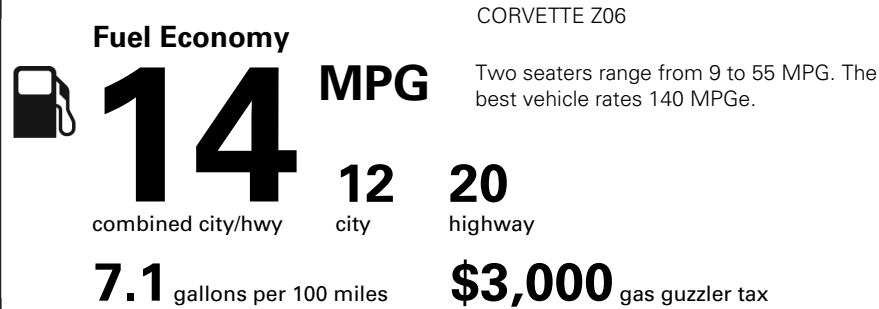 CORVETTE Z06
Fuel Economy
14 MPG
Two seaters range from 9 to 55 MPG. The
best vehicle rates 140 MPGe.
12 20
combined city/hwy city highway
7.1 gallons per 100 miles $3,000 gas guzzler tax